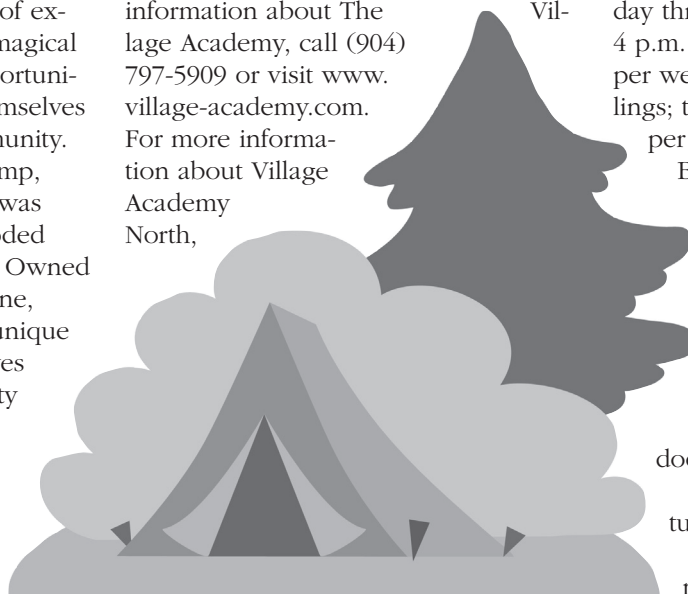 of ex-
magical
ortuni-
mselves
munity.
mp,
was
oded
Owned
ne,
unique
es
ty
information about The Vil-
lage Academy, call (904)
797-5909 or visit www.
village-academy.com.
For more informa-
tion about Village
Academy
North,
day thr
4 p.m.
per we
lings; t
per
E
doc
tu